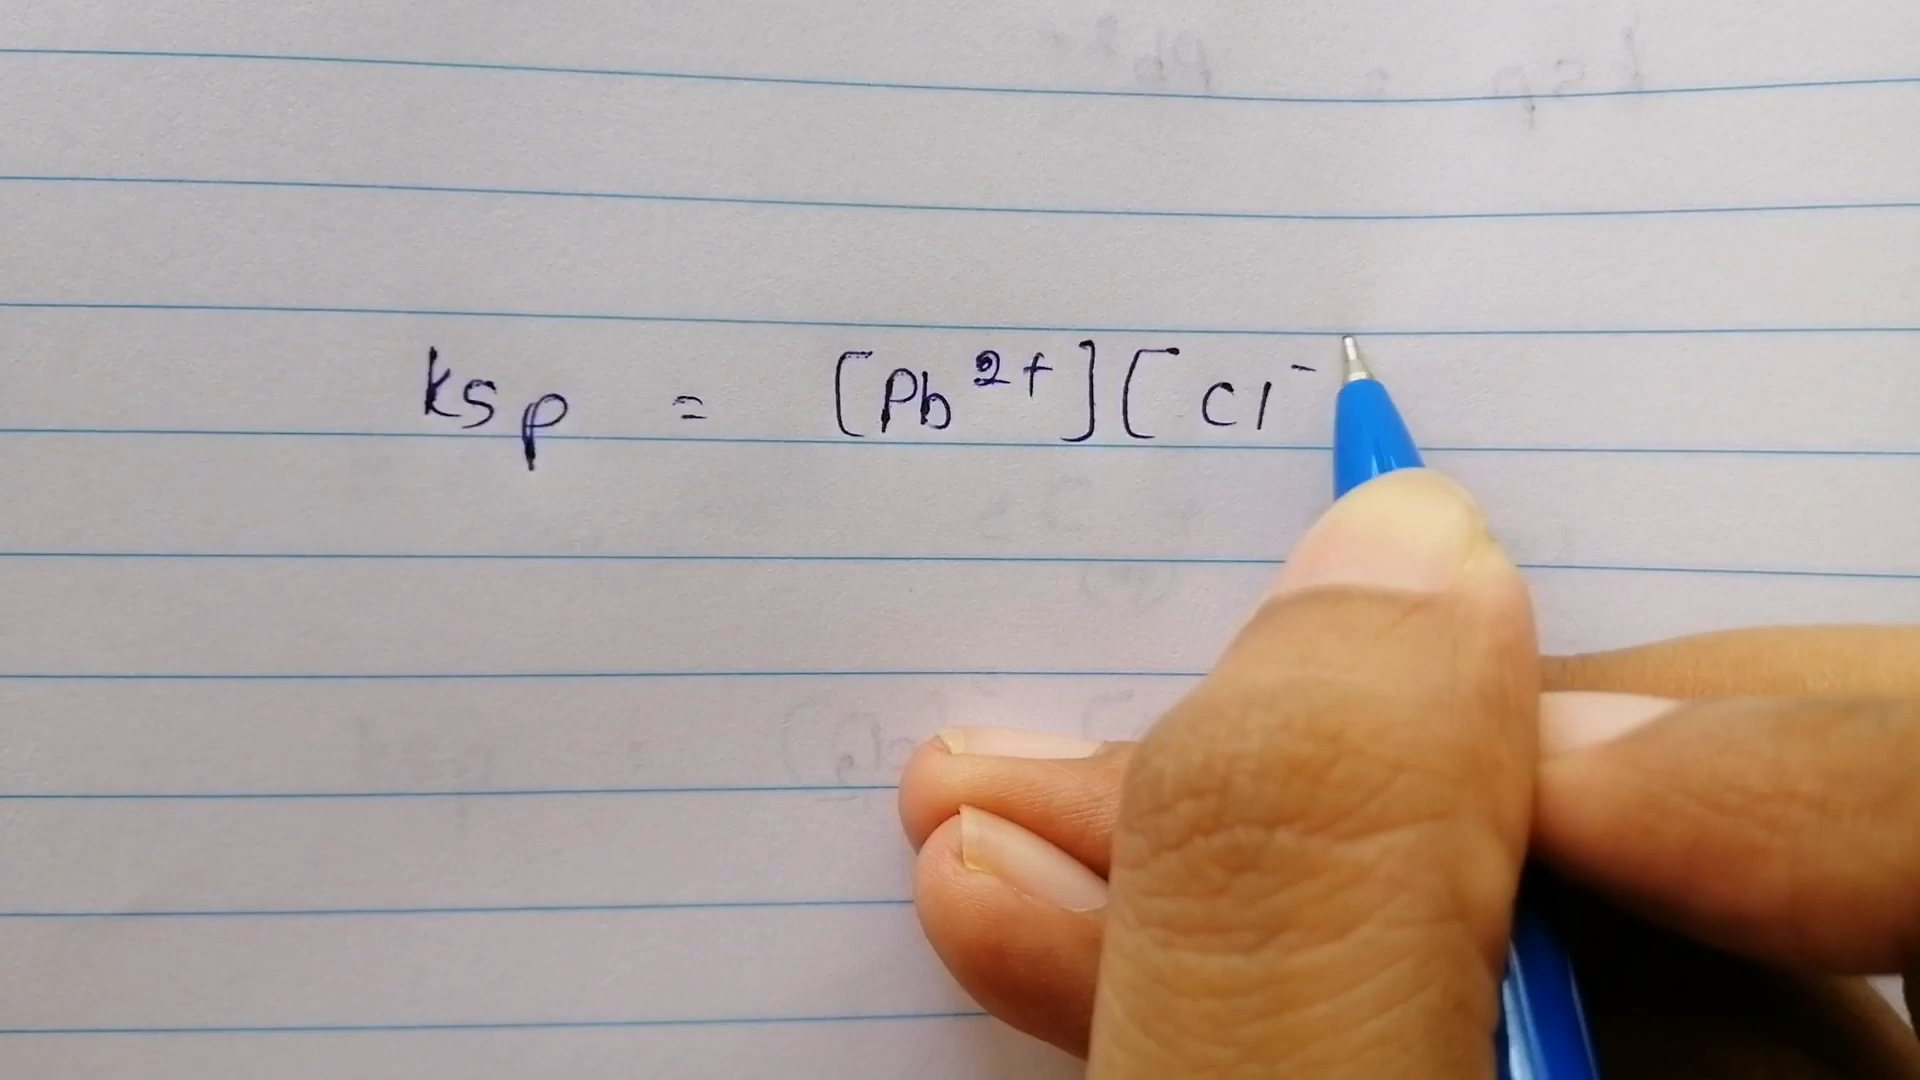 ksp = [Pb²⁺][Cl⁻